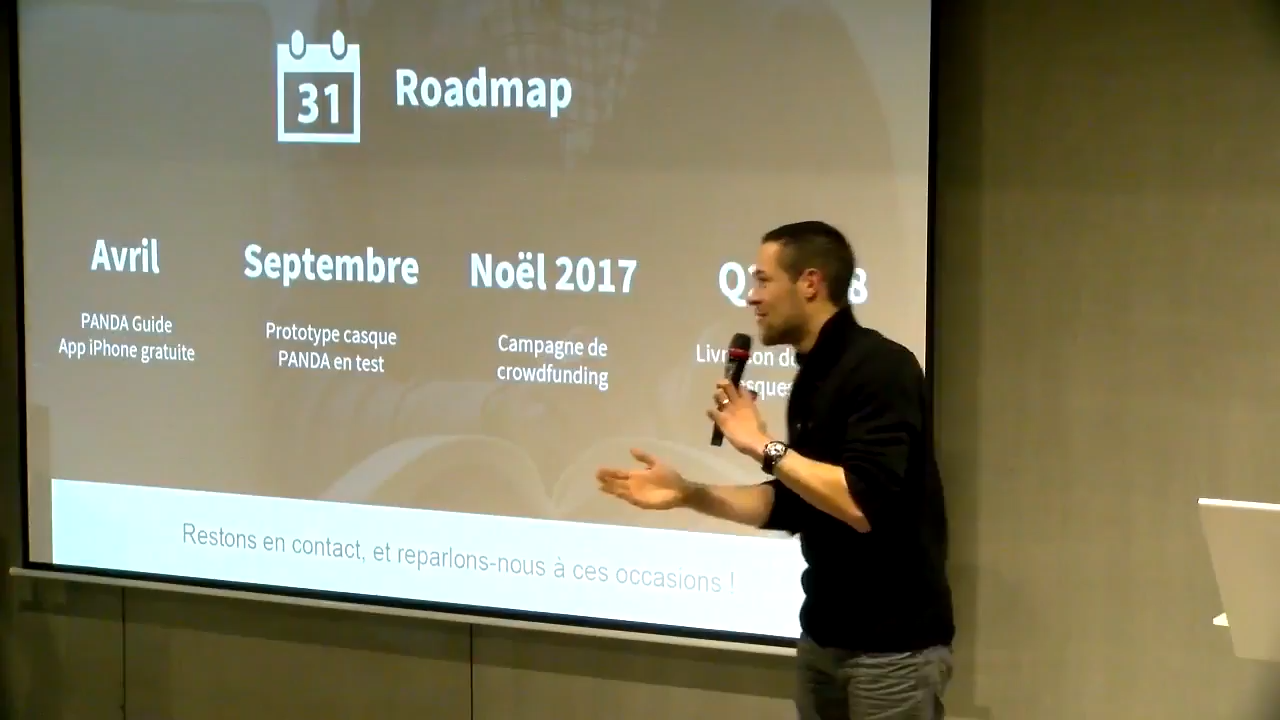 31
Roadmap
Avril
Septembre
Noël 2017
PANDA Guide
App iPhone gratuite
Prototype casque
PANDA en test
Campagne de
crowdfunding
Restons en contact, et reparlons-nous à ces occasions !